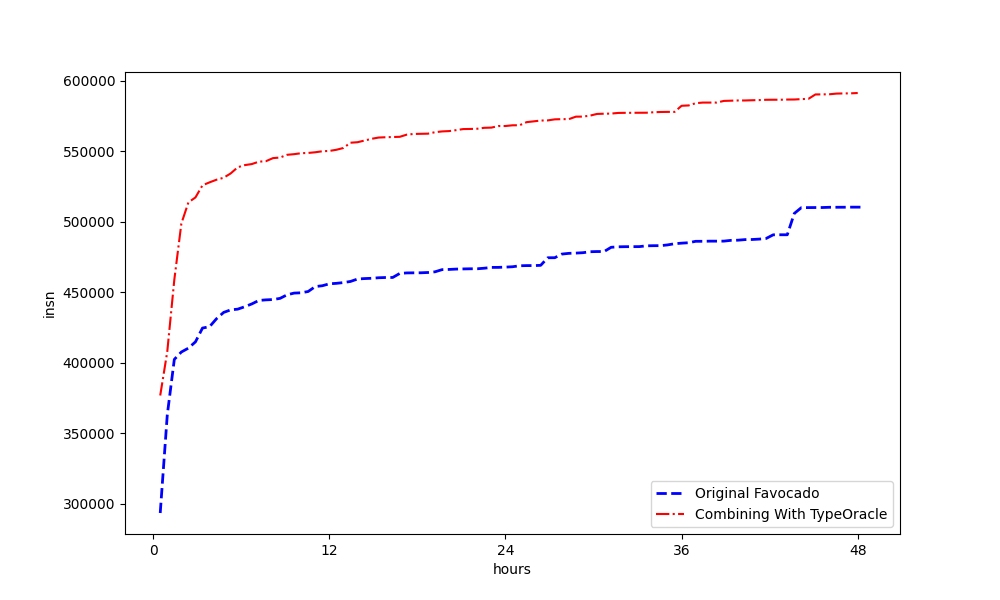 600000
550000
500000
450000
400000
350000
300000
insn
0 12 24 36 48
hours
Original Favocado
Combining With TypeOracle